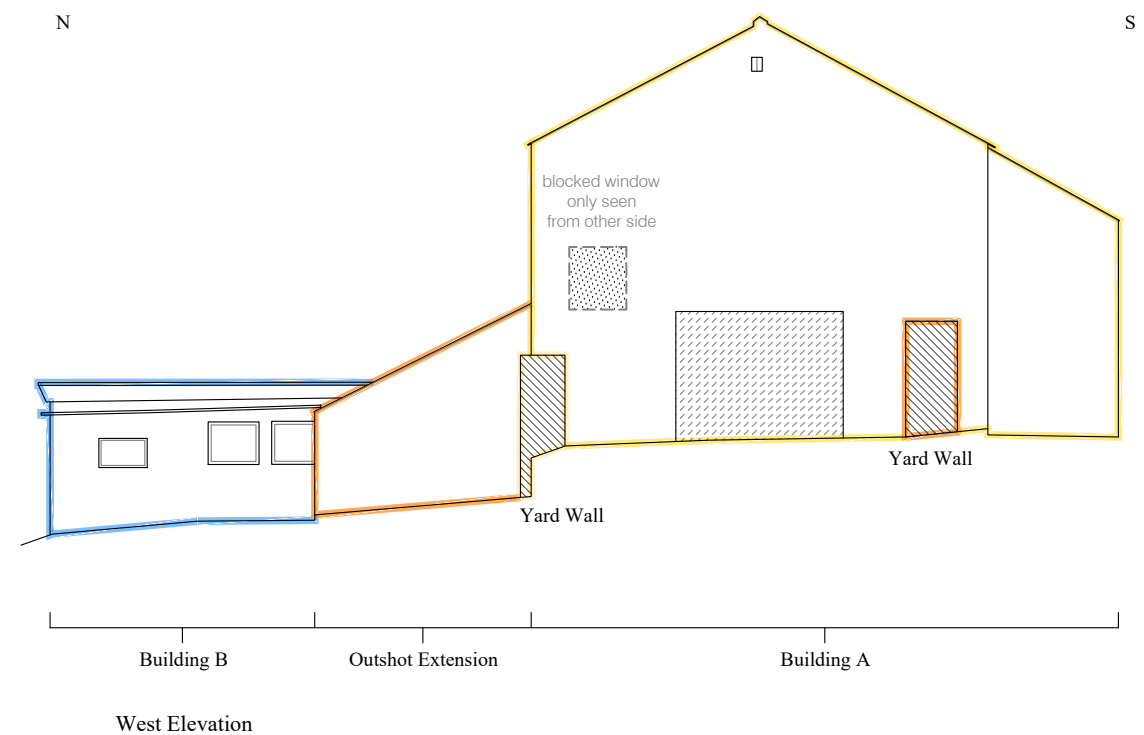 N
S
blocked window
only seen
from other side
Yard Wall
Yard Wall
Building B
Outshot Extension
Building A
West Elevation